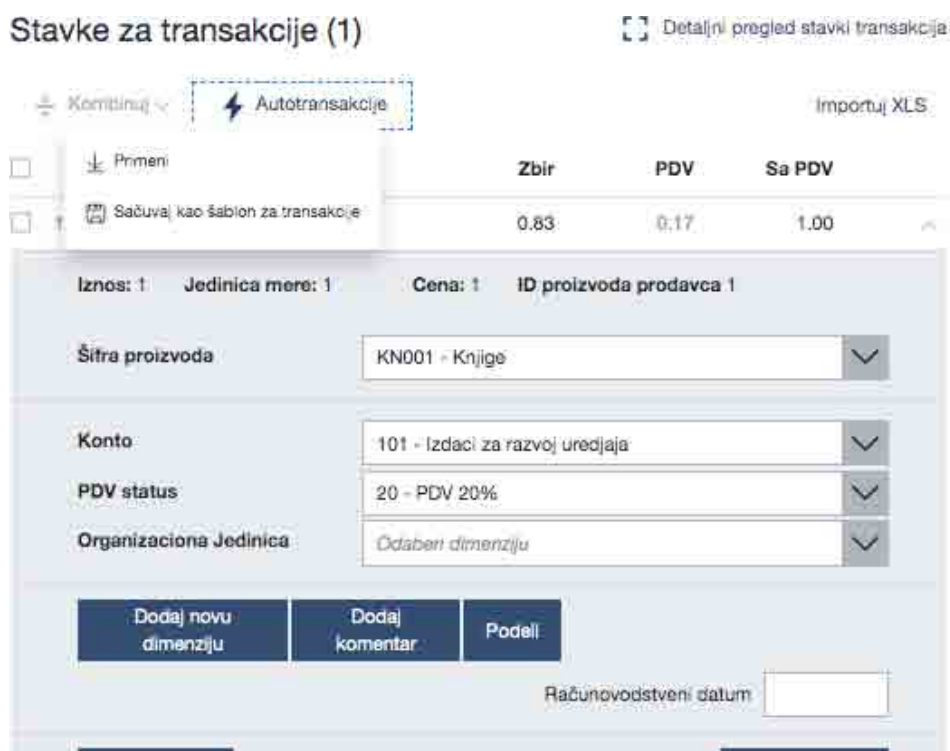 Stavke za transakcije (1)
Detaljni pregled stavki transakcija
Kombinuj
Autotransakcije
Importuj XLS
Primeni
Zbir
PDV
Sa PDV
Sačuvaj kao šablon za transakcije
0.83
0.17
1.00
Iznos: 1 Jedinica mere: 1 Cena: 1 ID proizvoda prodavca 1
Šifra proizvoda
KN001 - Knjige
Konto
101 - Izdaci za razvoj uredjaja
PDV status
20 - PDV 20%
Organizaciona Jedinica
Odaberi dimenziju
Dodaj novu
dimenziju
Dodaj
komentar
Podeli
Računovodstveni datum